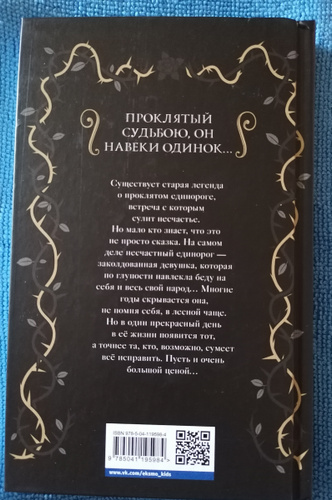 ПРОКЛЯТЫЙ
СУДЬБОЮ, ОН
НАВЕКИ ОДИНОК...
Существует старая легенда
о проклятом единороге,
встреча с которым
сулит несчастье.
Но мало кто знает, что это
не просто сказка. На самом
деле несчастный единорог —
заколдованная девушка, которая
по глупости навлекла беду на
себя и весь свой народ... Многие
годы скрывается она,
не помня себя, в лесной чаще.
Но в один прекрасный день
в её жизни появится тот,
а точнее та, кто, возможно, сумеет
всё исправить. Пусть и очень
большой ценой...
9 785041 195984 >
www.vk.com/eksmo_kids